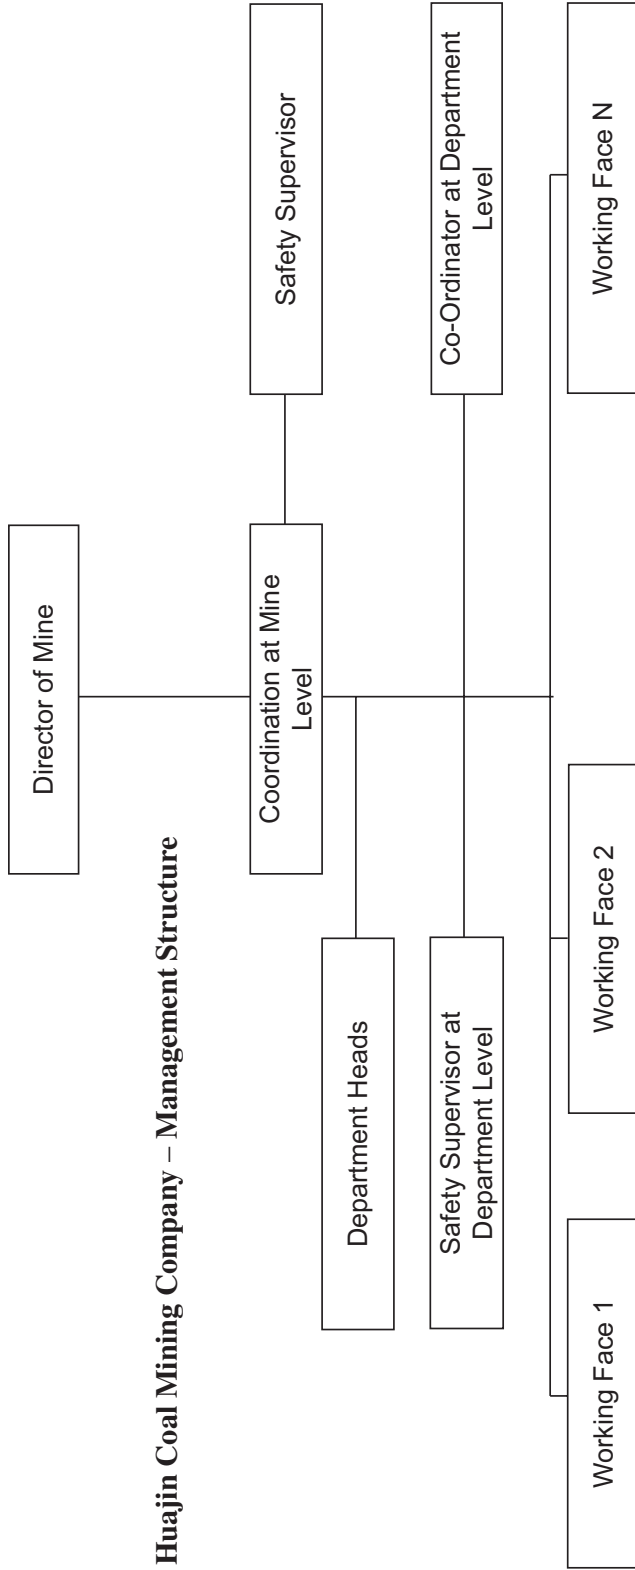 Huajin Coal Mining Company – Management Structure
Director of Mine
Coordination at Mine
Level
Safety Supervisor
Department Heads
Safety Supervisor at
Department Level
Co-Ordinator at Department
Level
Working Face 1
Working Face 2
Working Face N